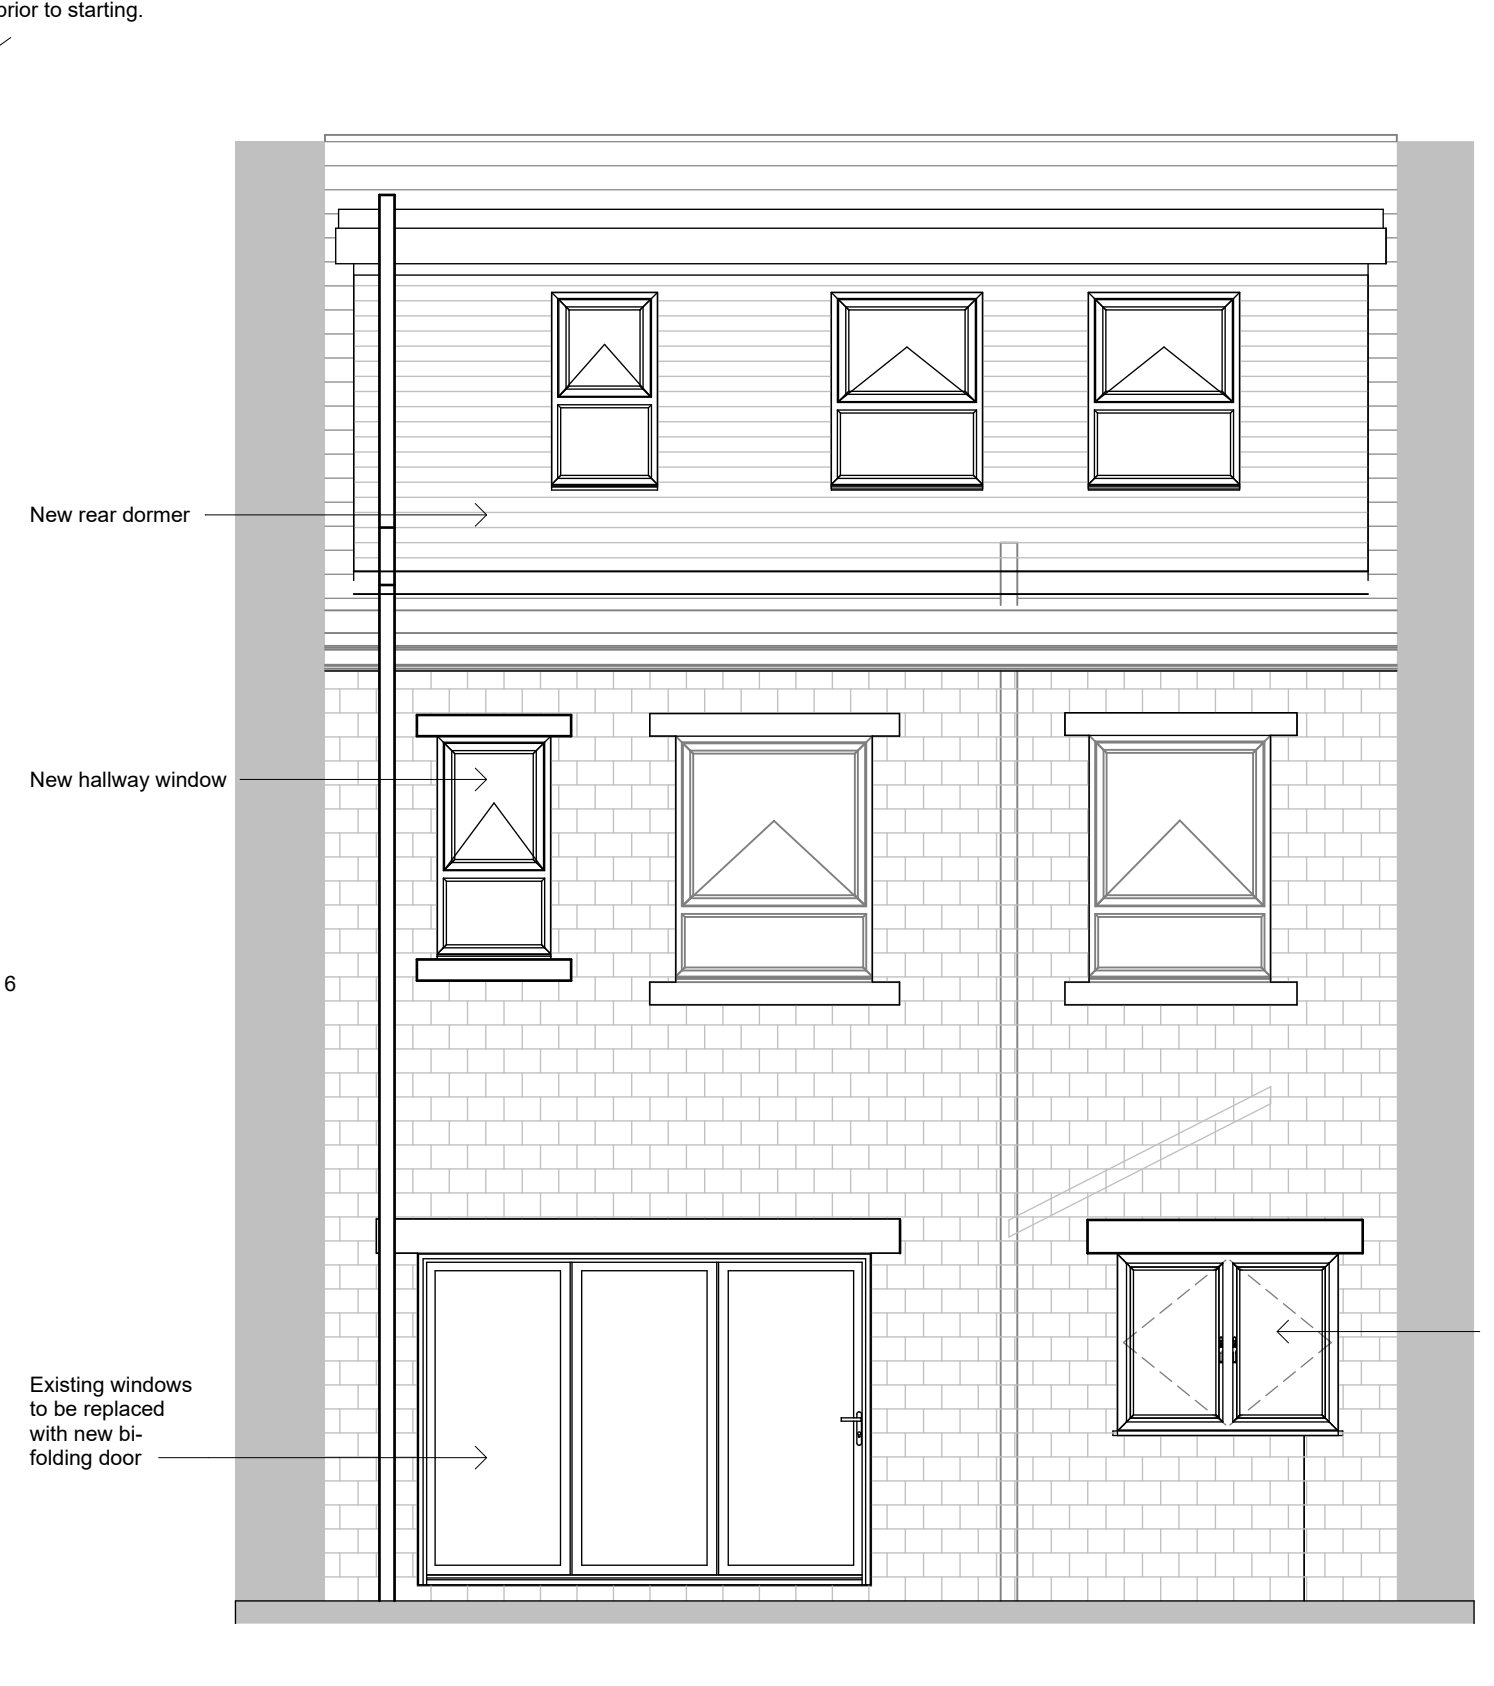 prior to starting.
New rear dormer
New hallway window
6
Existing windows
to be replaced
with new bi-
folding door